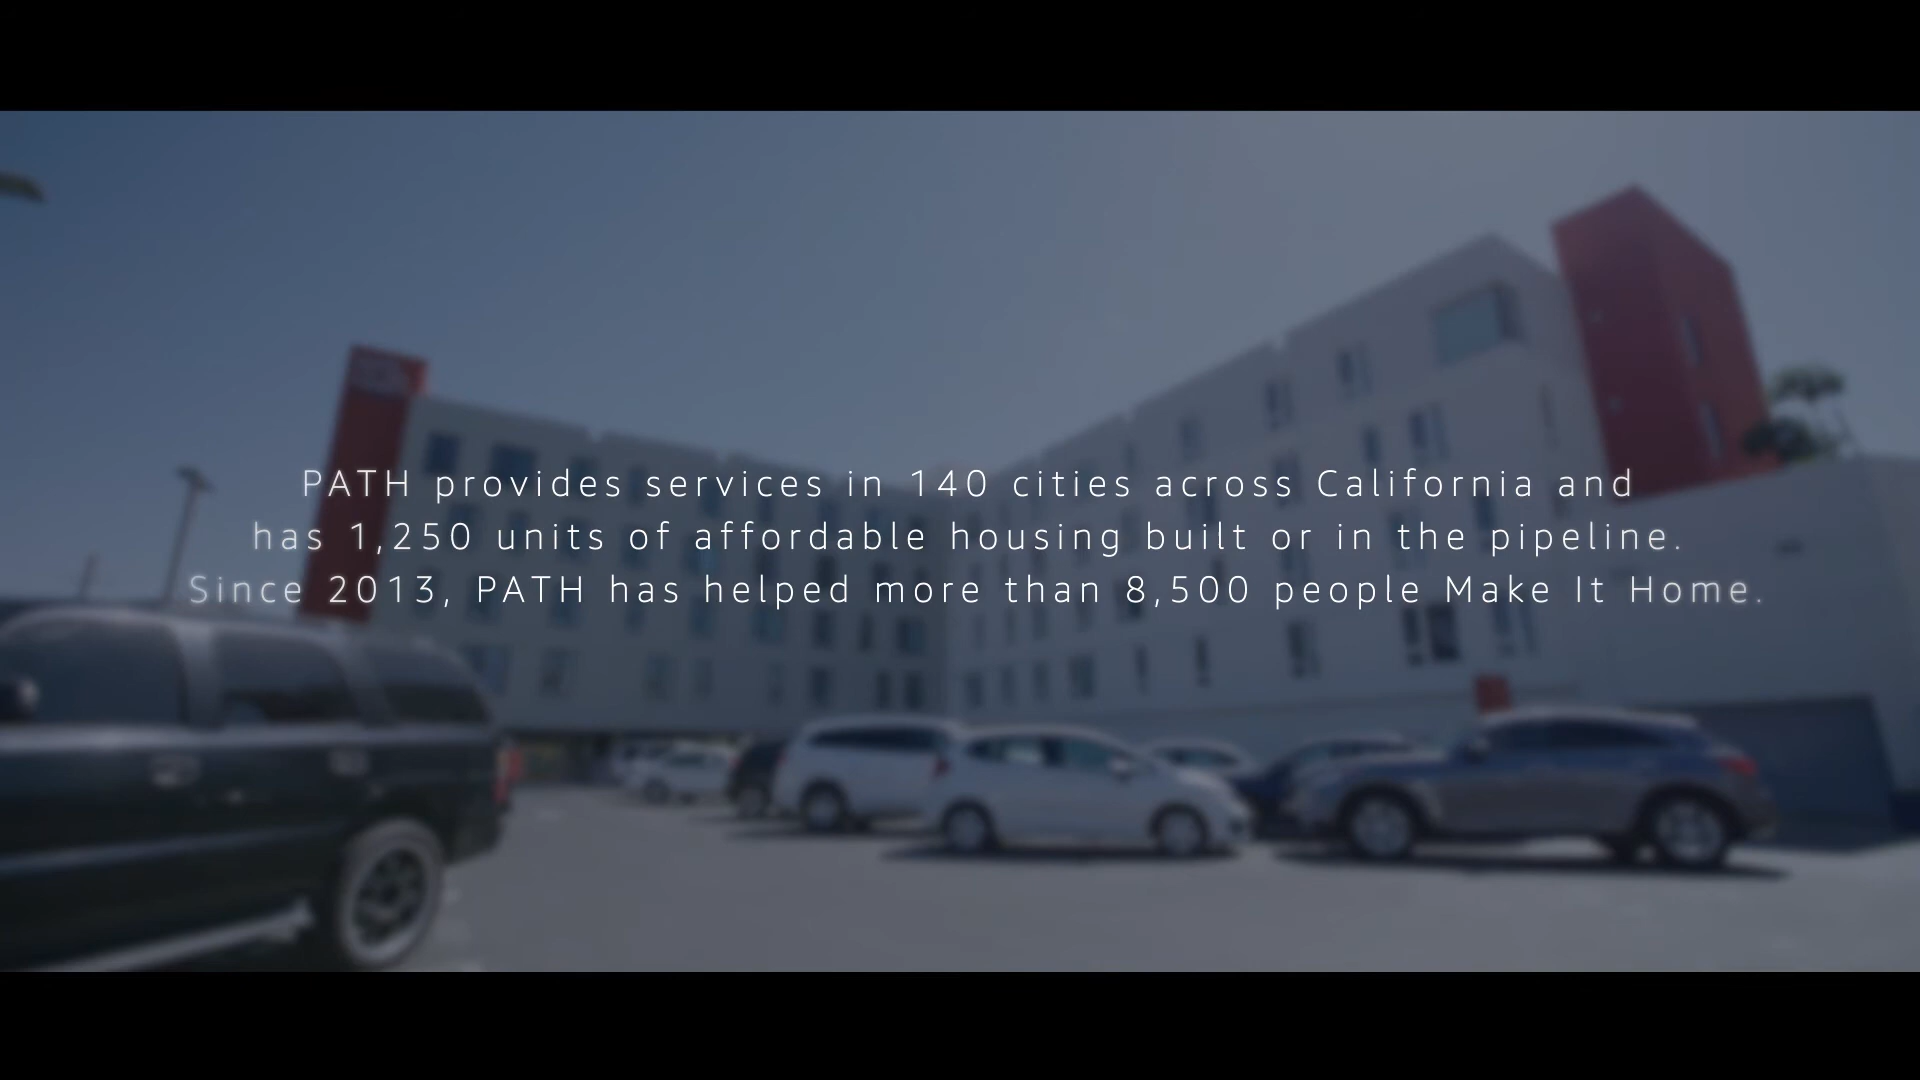 PATH provides services in 140 cities across California and
has 1,250 units of affordable housing built or in the pipeline.
Since 2013, PATH has helped more than 8,500 people Make It Home.